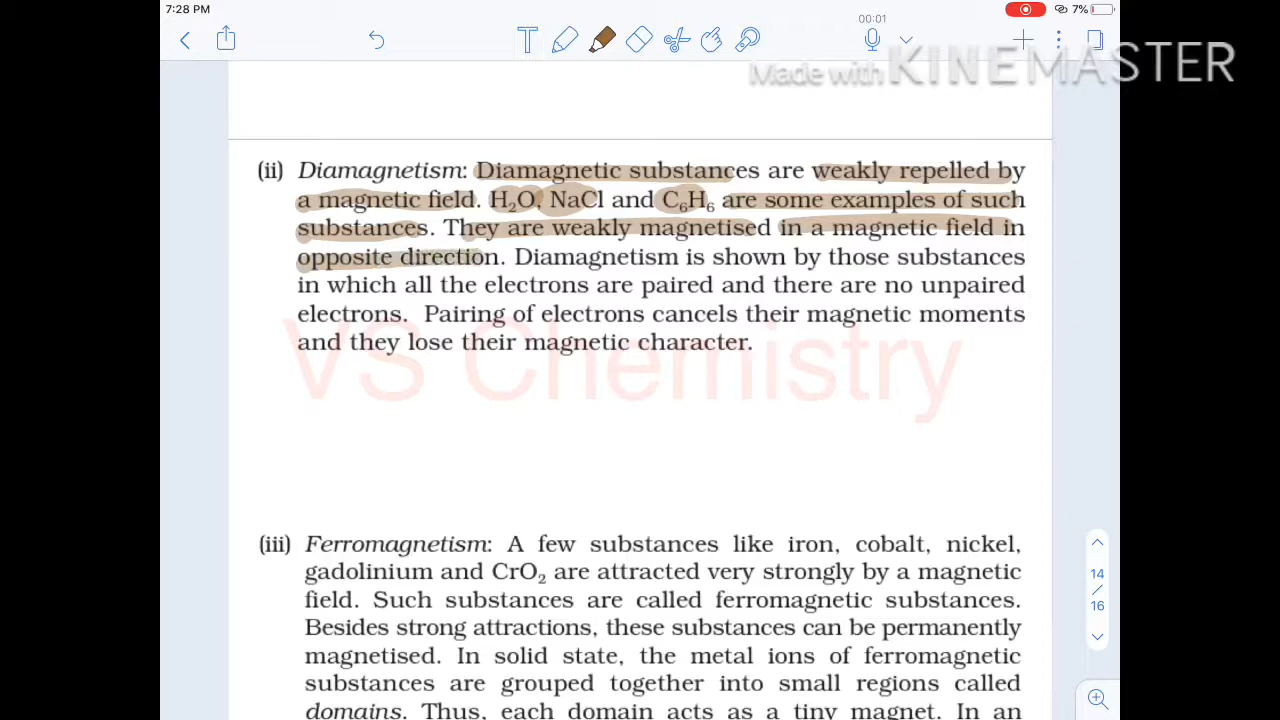 7:28 PM
7%
00:01
T
Made with KINEMASTER
(ii) Diamagnetism: Diamagnetic substances are weakly repelled by
a magnetic field. H₂O, NaCl and C₆H₆ are some examples of such
substances. They are weakly magnetised in a magnetic field in
opposite direction. Diamagnetism is shown by those substances
in which all the electrons are paired and there are no unpaired
electrons. Pairing of electrons cancels their magnetic moments
and they lose their magnetic character.
VS Chemistry
(iii) Ferromagnetism: A few substances like iron, cobalt, nickel,
gadolinium and CrO₂ are attracted very strongly by a magnetic
field. Such substances are called ferromagnetic substances.
Besides strong attractions, these substances can be permanently
magnetised. In solid state, the metal ions of ferromagnetic
substances are grouped together into small regions called
domains. Thus, each domain acts as a tiny magnet. In an
14
/
16